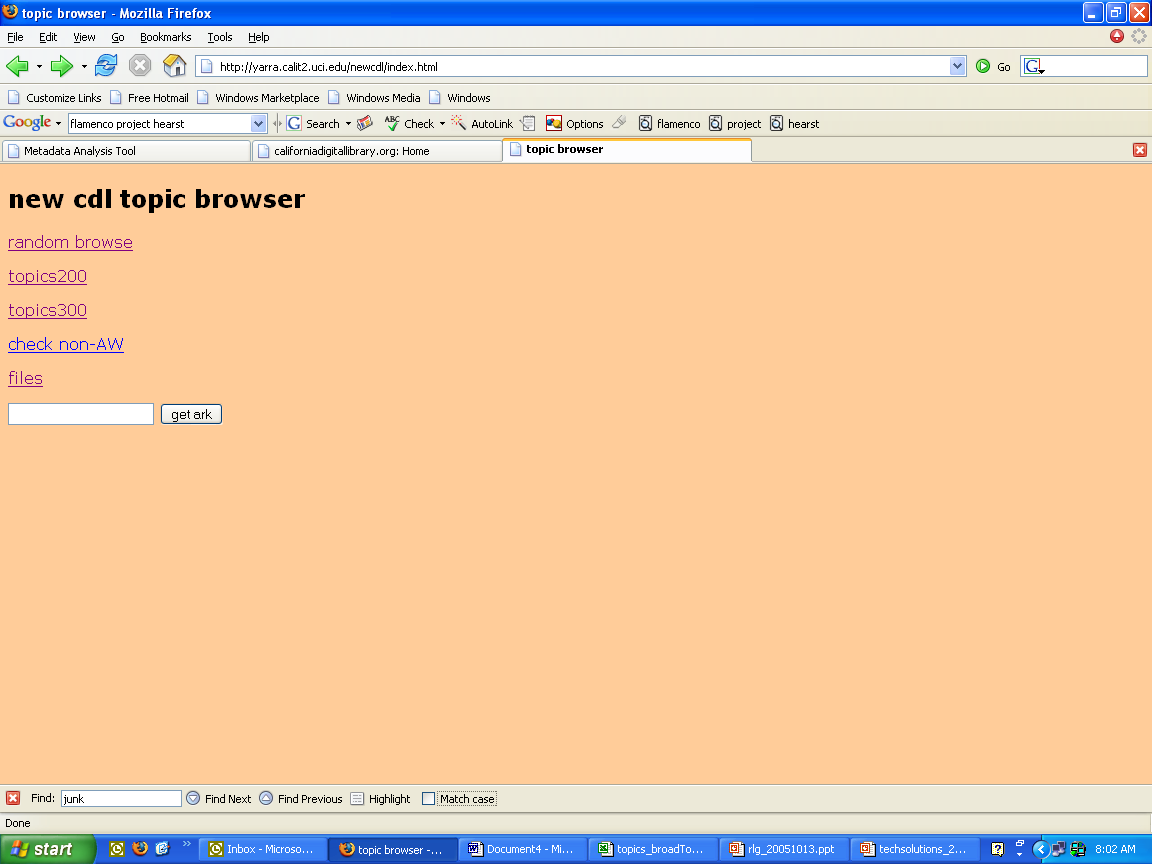 topic browser - Mozilla Firefox
File Edit View Go Bookmarks Tools Help
http://yarra.calit2.uci.edu/newcdl/index.html Go G
Customize Links Free Hotmail Windows Marketplace Windows Media Windows
Google flamenco project hearst G Search ABC Check AutoLink Options flamenco project hearst
Metadata Analysis Tool californiadigitallibrary.org: Home topic browser
new cdl topic browser
random browse
topics200
topics300
check non-AW
files
get ark
Find: junk Find Next Find Previous Highlight Match case
Done
start Inbox - Microso... topic browser -... Document4 - Mi... topics_broadTo... rlg_20051013.ppt techsolutions_2... 8:02 AM